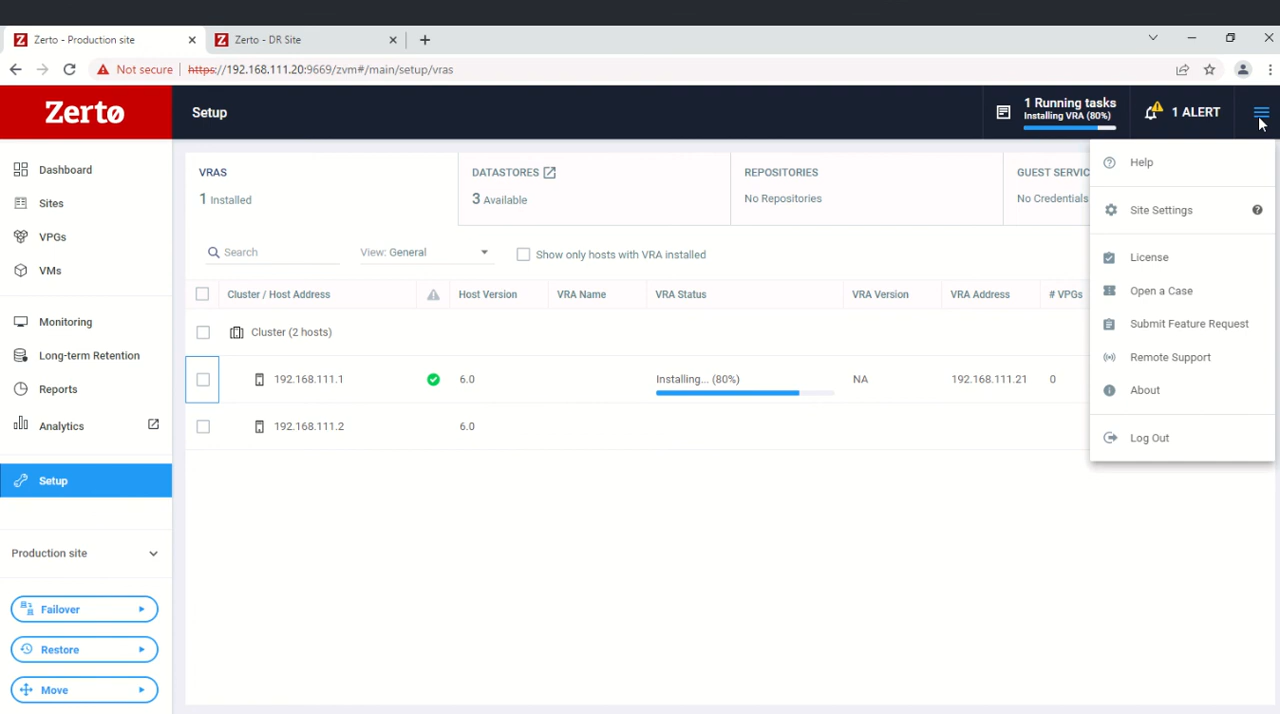 Zerto - Production site
Zerto - DR Site
Not secure
https://192.168.111.20:9669/zvm#/main/setup/vras
Zerto
Setup
1 Running tasks
Installing VRA (80%)
1 ALERT
Dashboard
Sites
VPGs
VMs
Monitoring
Long-term Retention
Reports
Analytics
Setup
Production site
Failover
Restore
Move
VRAS
1 Installed
DATASTORES
3 Available
REPOSITORIES
No Repositories
GUEST SERVIC
No Credentials
Search
View: General
Show only hosts with VRA installed
Cluster / Host Address Host Version VRA Name VRA Status VRA Version VRA Address # VPGs
Cluster (2 hosts)
192.168.111.1 6.0 Installing... (80%) NA 192.168.111.21 0
192.168.111.2 6.0
Help
Site Settings
License
Open a Case
Submit Feature Request
Remote Support
About
Log Out